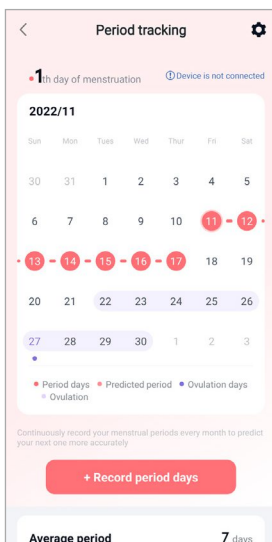 Period tracking
1th day of menstruation
Device is not connected
2022/11
Sun Mon Tues Wed Thur Fri Sat
30 31 1 2 3 4 5
6 7 8 9 10 11 12
13 14 15 16 17 18 19
20 21 22 23 24 25 26
27 28 29 30 1 2 3
Period days Predicted period Ovulation days
Ovulation
Continuously record your menstrual periods every month to predict
your next one more accurately
+ Record period days
Average period 7 days